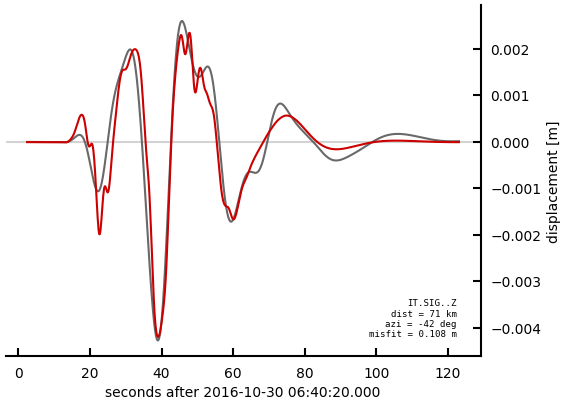 0.002
0.001
0.000
−0.001
−0.002
−0.003
−0.004
displacement [m]
IT.SIG..Z
dist = 71 km
azi = -42 deg
misfit = 0.108 m
0 20 40 60 80 100 120
seconds after 2016-10-30 06:40:20.000